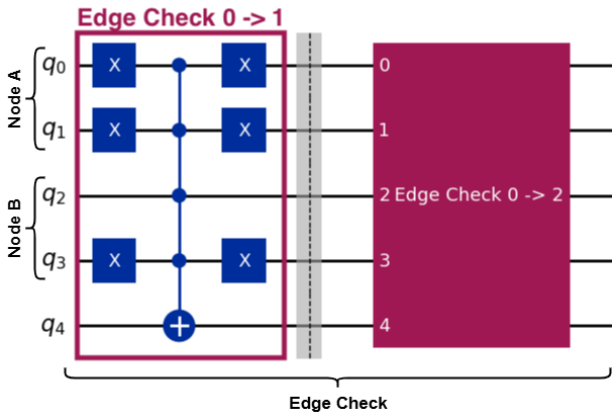 Edge Check 0 -> 1
Node A
Node B
q0 X X 0
q1 X X 1
q2 2 Edge Check 0 -> 2
q3 X X 3
q4 4
Edge Check